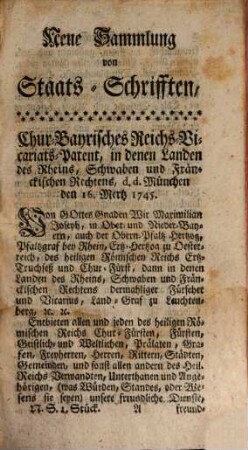 Neue Sammlung
von
Staats-Schrifften,
Chur-Bayrisches Reichs-Vi-
cariats-Patent, in denen Landen
des Rheins, Schwaben und Frän-
ckischen Rechtens, d. d. München
den 16. Mertz 1745.
Von GOttes Gnaden Wir Maximilian
Joseph, in Ober- und Nieder-Bay-
ern, auch der Obern Pfaltz Hertzog,
Pfaltzgraf bey Rhein, Ertz-Hertzog zu Oester-
reich, des heiligen Römischen Reichs Ertz-
Truchseß und Chur-Fürst, dann in denen
Landen des Rheins, Schwaben und Frän-
ckischen Rechtens dermahliger Fürseher
und Vicarius, Land-Graf zu Leuchten-
berg, &c. &c.
Entbieten allen und jeden des heiligen Rö-
mischen Reichs Chur-Fürsten, Fürsten,
Geistlich- und Weltlichen, Prälaten, Gra-
fen, Freyherren, Herren, Rittern, Städten,
Gemeinden, und sonst allen andern des Heil.
Reichs Verwandten, Unterthanen und Ange-
hörigen, (was Würden, Standes, oder We-
sens sie seyen) unsere freundliche Dienste,
N. S. 1. Stück. A freund-